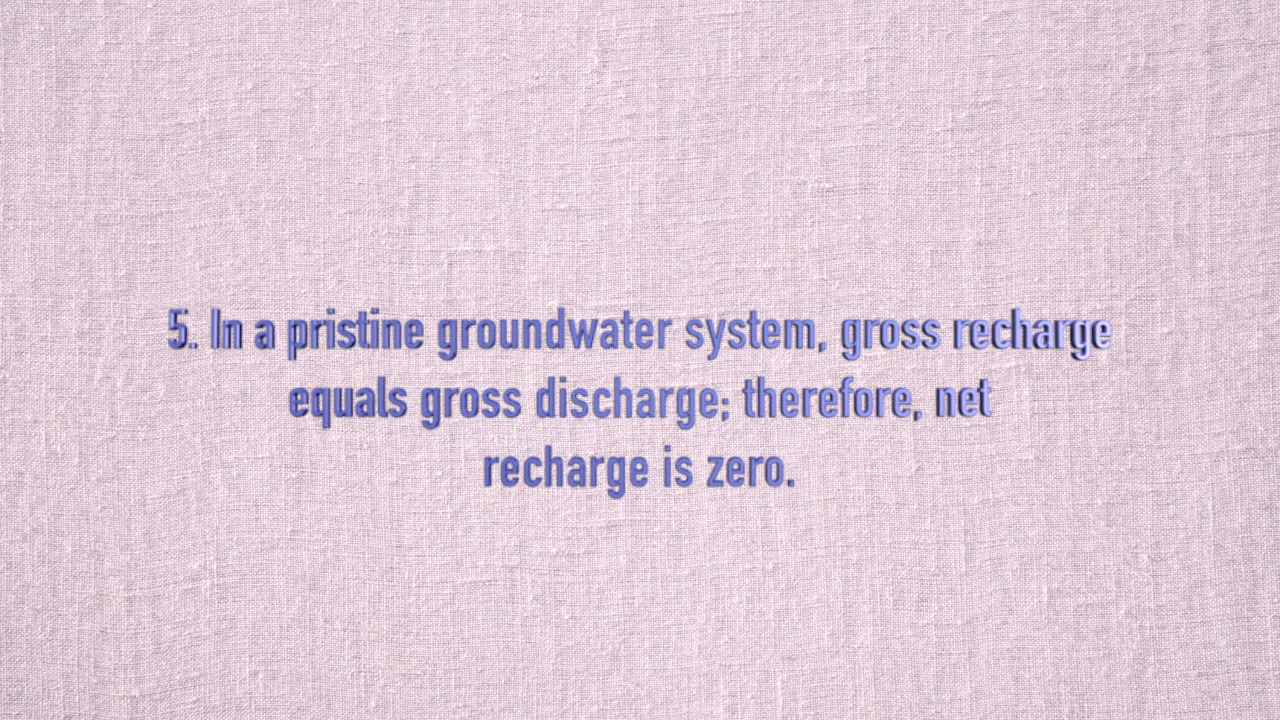 5. In a pristine groundwater system, gross recharge
equals gross discharge; therefore, net
recharge is zero.